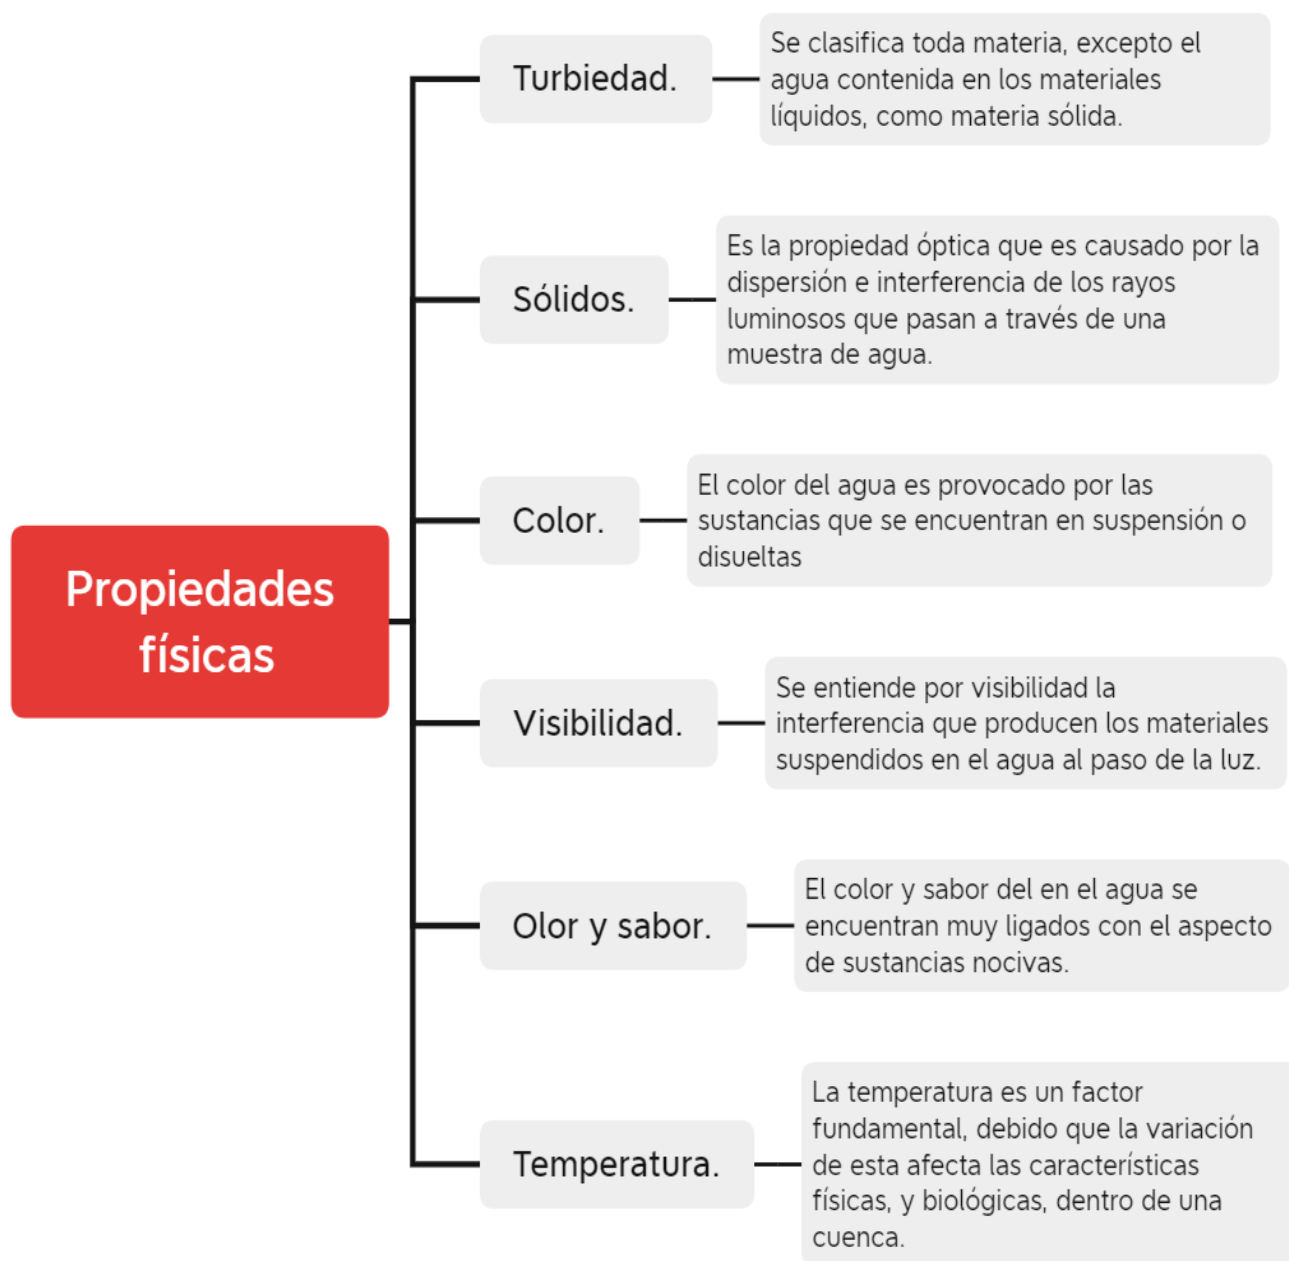 Turbiedad.
Se clasifica toda materia, excepto el
agua contenida en los materiales
líquidos, como materia sólida.
Sólidos.
Es la propiedad óptica que es causado por la
dispersión e interferencia de los rayos
luminosos que pasan a través de una
muestra de agua.
Color.
El color del agua es provocado por las
sustancias que se encuentran en suspensión o
disueltas
Propiedades
físicas
Visibilidad.
Se entiende por visibilidad la
interferencia que producen los materiales
suspendidos en el agua al paso de la luz.
Olor y sabor.
El color y sabor del en el agua se
encuentran muy ligados con el aspecto
de sustancias nocivas.
Temperatura.
La temperatura es un factor
fundamental, debido que la variación
de esta afecta las características
físicas, y biológicas, dentro de una
cuenca.